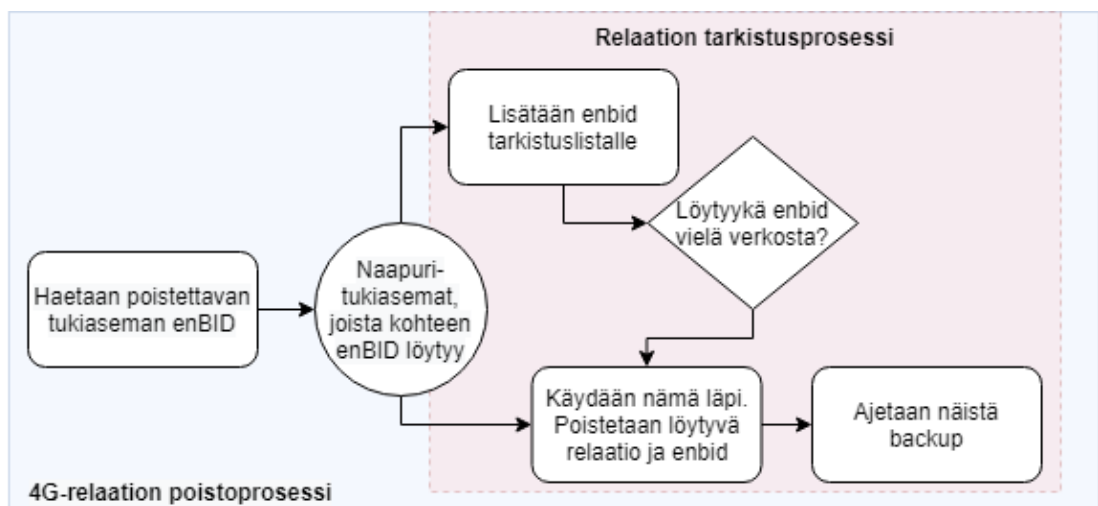 Relaation tarkistusprosessi
Lisätään enbid
tarkistuslistalle
Löytyykä enbid
vielä verkosta?
Haetaan poistettavan
tukiaseman enBID
Naapuri-
tukiasemat,
joista kohteen
enBID löytyy
Käydään nämä läpi.
Poistetaan löytyvä
relaatio ja enbid
Ajetaan näistä
backup
4G-relaation poistoprosessi